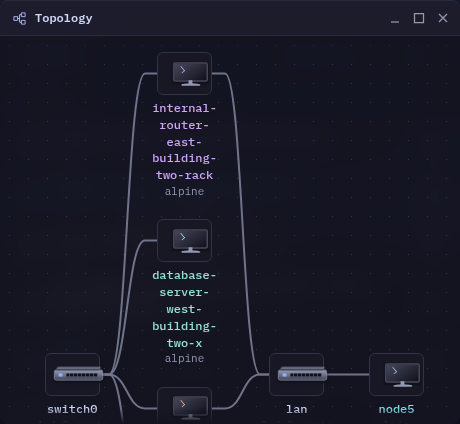 Topology
internal-
router-
east-
building-
two-rack
alpine
database-
server-
west-
building-
two-x
alpine
switch0
lan
node5